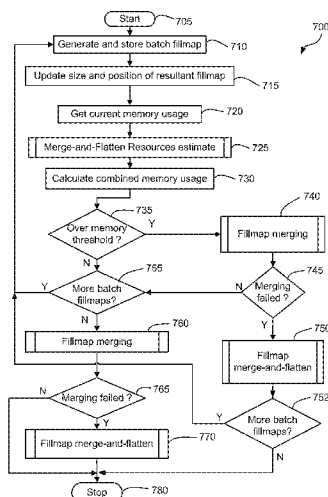 Start
705
700
Generate and store batch fillmap
710
Update size and position of resultant fillmap
715
Get current memory usage
720
Merge-and-Flatten Resources estimate
725
Calculate combined memory usage
730
735
Over memory
threshold ?
Y
N
740
Fillmap merging
755
More batch
fillmaps?
Y
N
745
Merging
failed ?
N
Y
760
Fillmap merging
750
Fillmap
merge-and-flatten
765
Merging failed ?
N
Y
752
More batch
fillmaps?
Y
N
Fillmap merge-and-flatten
770
Stop
780